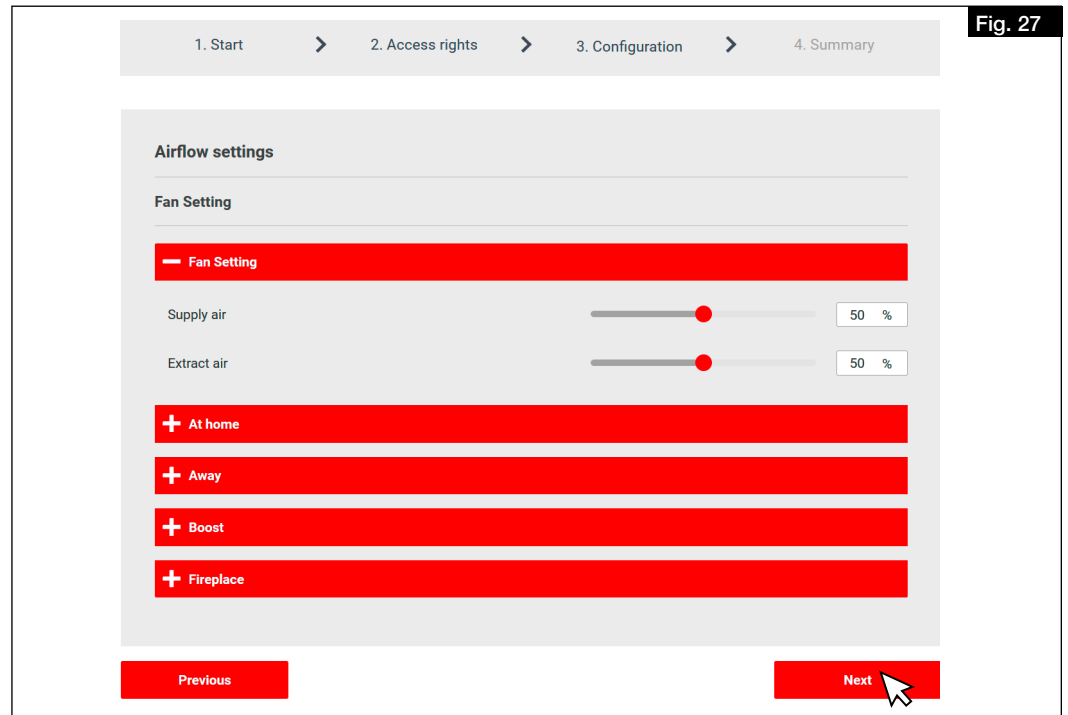 Fig. 27
1. Start 2. Access rights 3. Configuration 4. Summary
Airflow settings
Fan Setting
Fan Setting
Supply air 50 %
Extract air 50 %
At home
Away
Boost
Fireplace
Previous Next